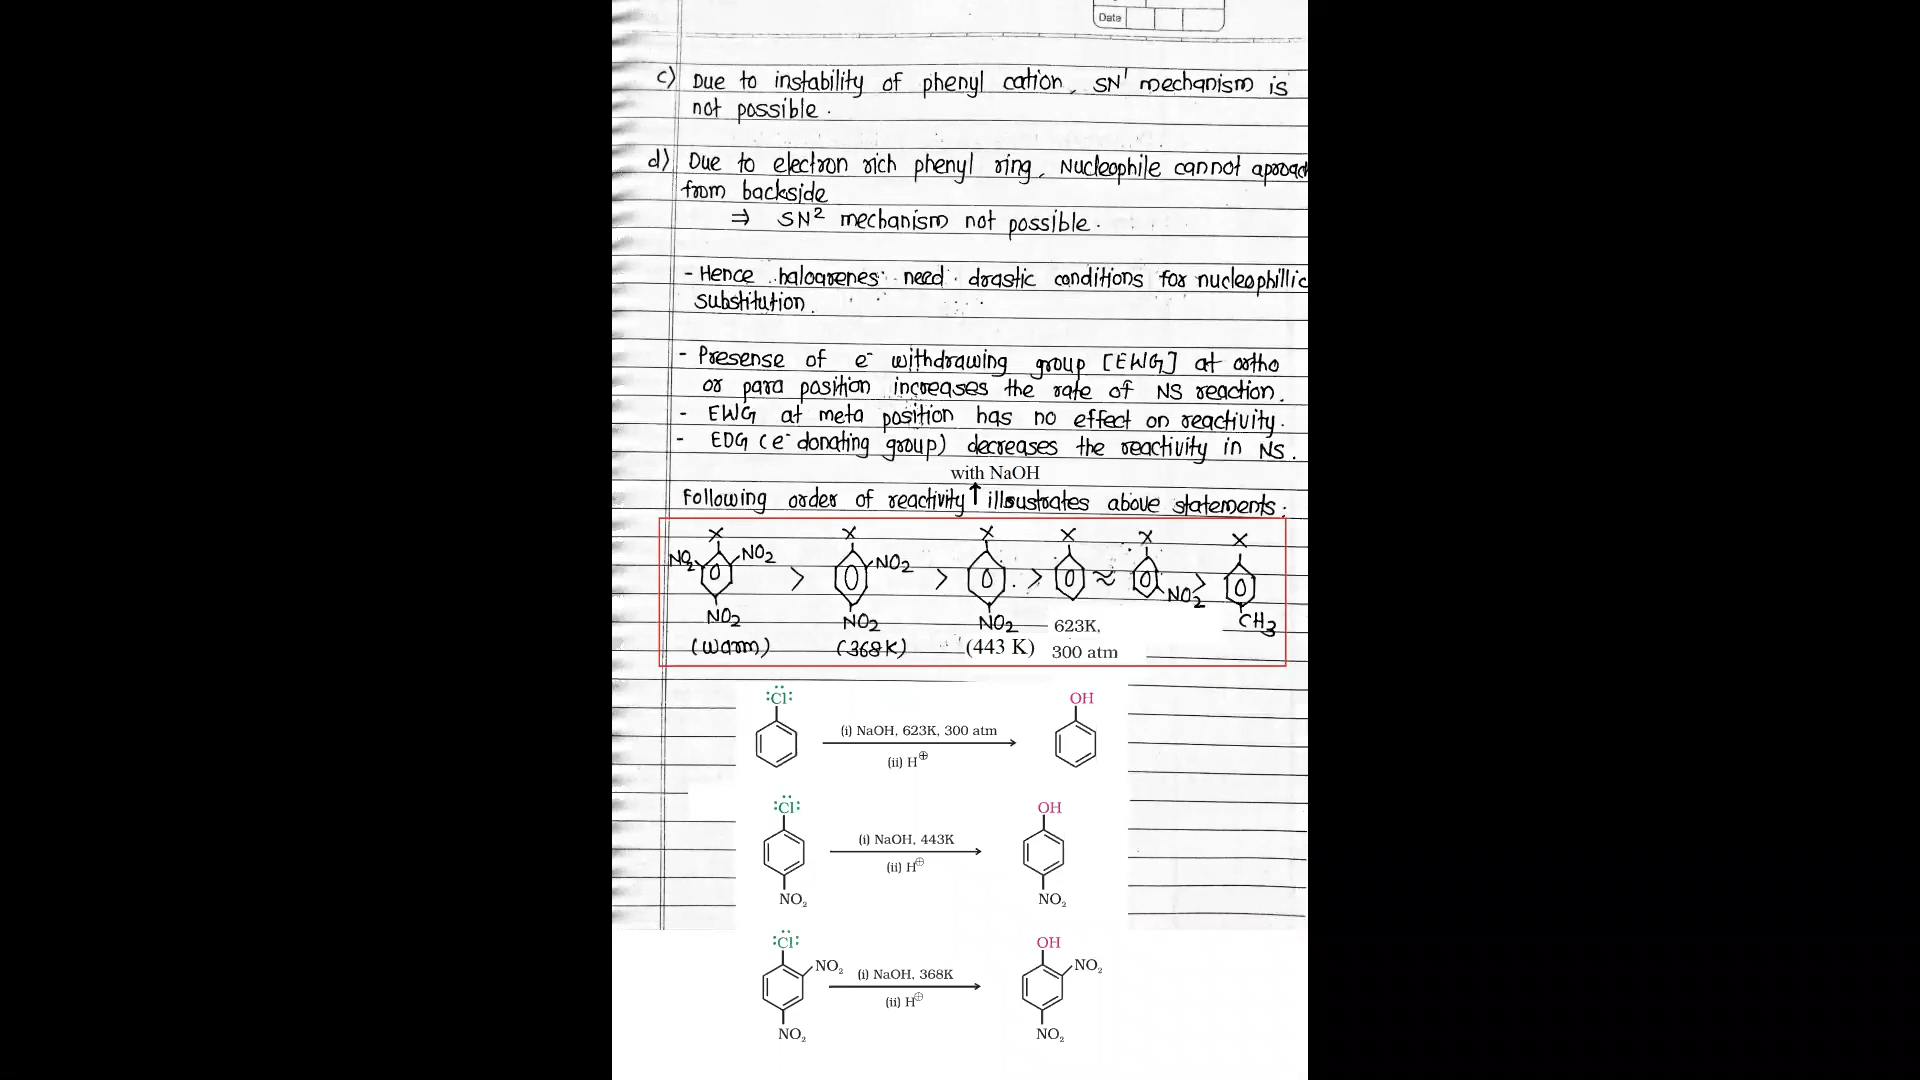 Date
c) Due to instability of phenyl cation, SN¹ mechanism is
not possible.
d) Due to electron rich phenyl ring, Nucleophile cannot aproach
from backside
⇒ SN² mechanism not possible.
- Hence haloarenes need drastic conditions for nucleophillic
substitution.
- Presense of e⁻ withdrawing group [EWG] at ortho
or para position increases the rate of NS reaction.
- EWG at meta position has no effect on reactivity.
- EDG (e⁻ donating group) decreases the reactivity in NS.
with NaOH
Following order of reactivity ↑ illsustrates above statements:
X X X X X X
NO₂ NO₂ > NO₂ > > ≈ NO₂ > 
NO₂ NO₂ NO₂ 623K, CH₃
(warm) (368K) (443 K) 300 atm
:Cl: OH
(i) NaOH, 623K, 300 atm
(ii) H⊕
:Cl: OH
(i) NaOH, 443K
(ii) H⊕
NO₂ NO₂
:Cl: OH
NO₂ (i) NaOH, 368K NO₂
(ii) H⊕
NO₂ NO₂